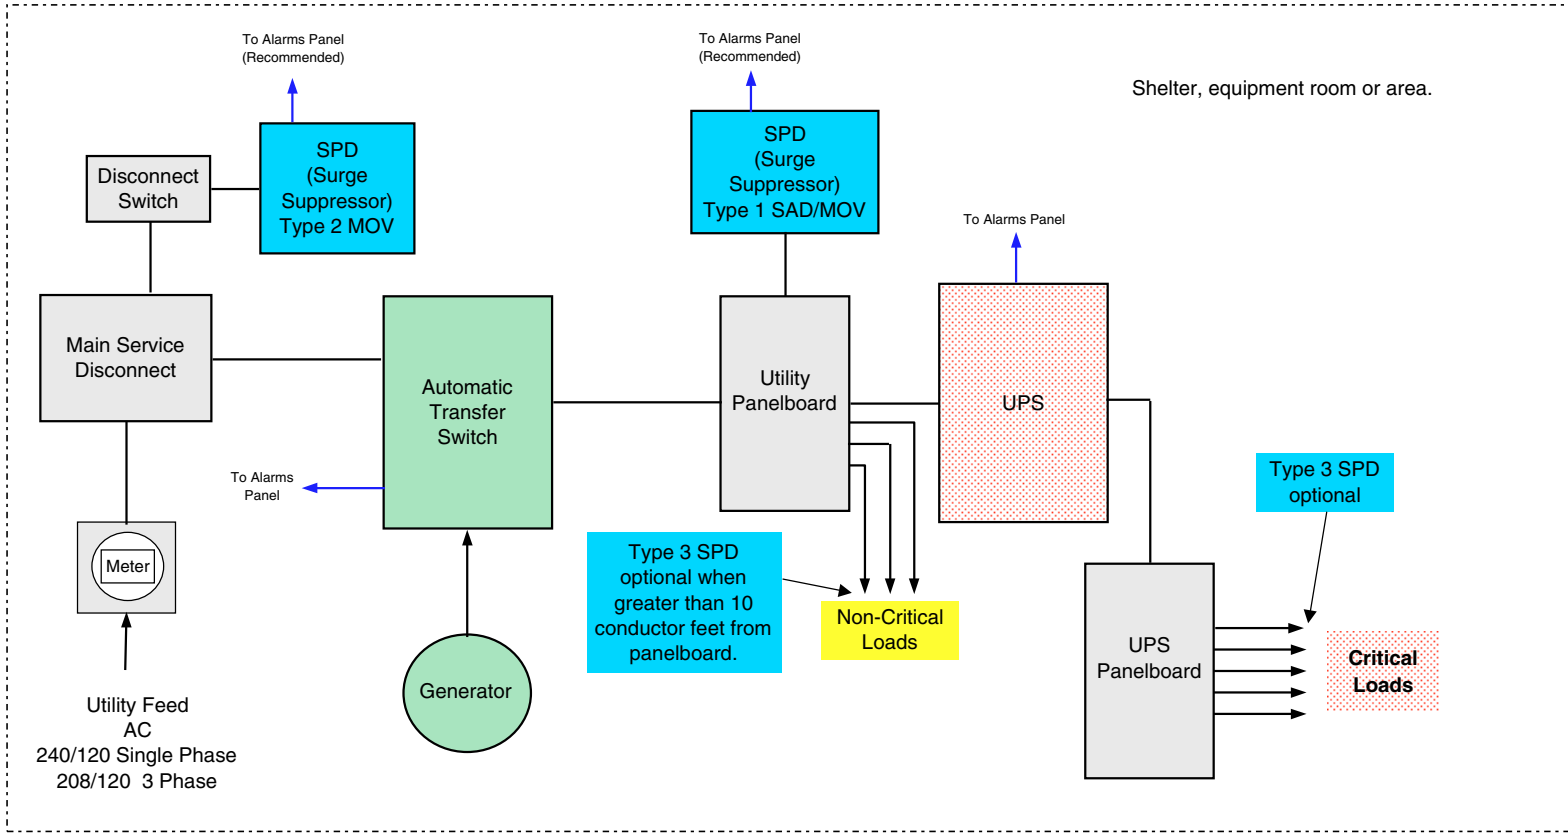 To Alarms Panel
(Recommended)
To Alarms Panel
(Recommended)
Shelter, equipment room or area.
SPD
(Surge
Suppressor)
Type 2 MOV
SPD
(Surge
Suppressor)
Type 1 SAD/MOV
Disconnect
Switch
To Alarms Panel
Main Service
Disconnect
Automatic
Transfer
Switch
Utility
Panelboard
UPS
To Alarms
Panel
Type 3 SPD
optional
Meter
Type 3 SPD
optional when
greater than 10
conductor feet from
panelboard.
Non-Critical
Loads
Generator
UPS
Panelboard
Critical
Loads
Utility Feed
AC
240/120 Single Phase
208/120 3 Phase